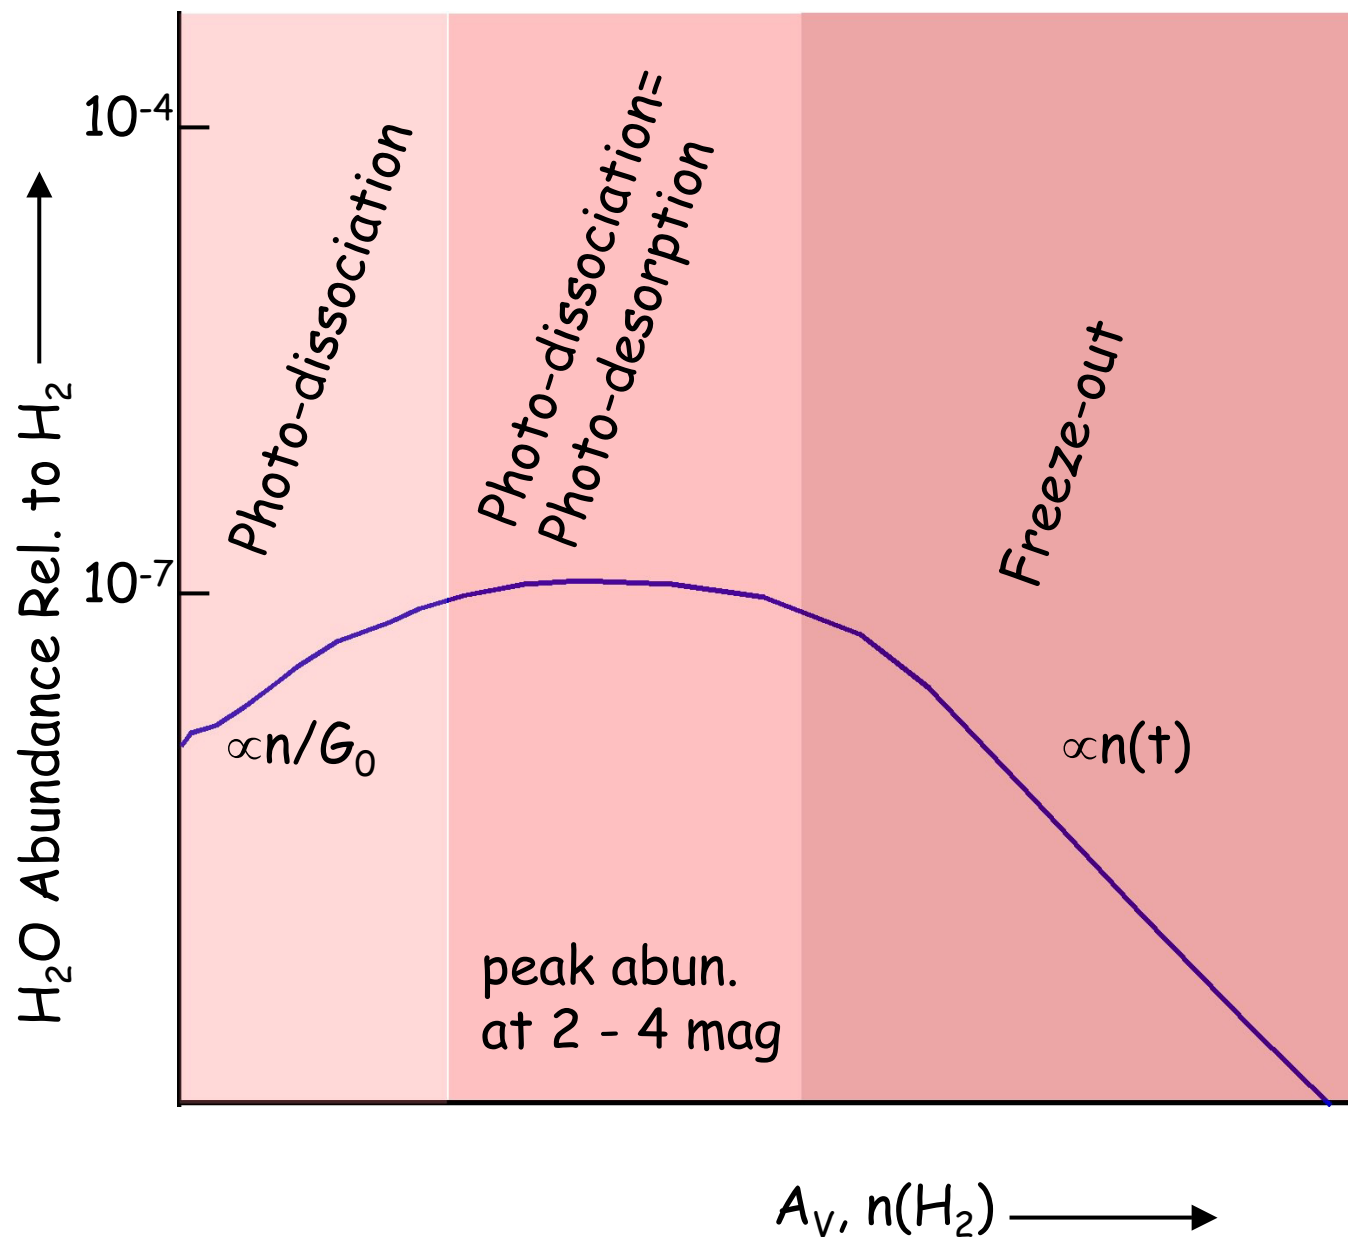 10⁻⁴
10⁻⁷
H₂O Abundance Rel. to H₂
Photo-dissociation
Photo-dissociation=
Photo-desorption
Freeze-out
∝n/G₀
∝n(t)
peak abun.
at 2 - 4 mag
Aᵥ, n(H₂)